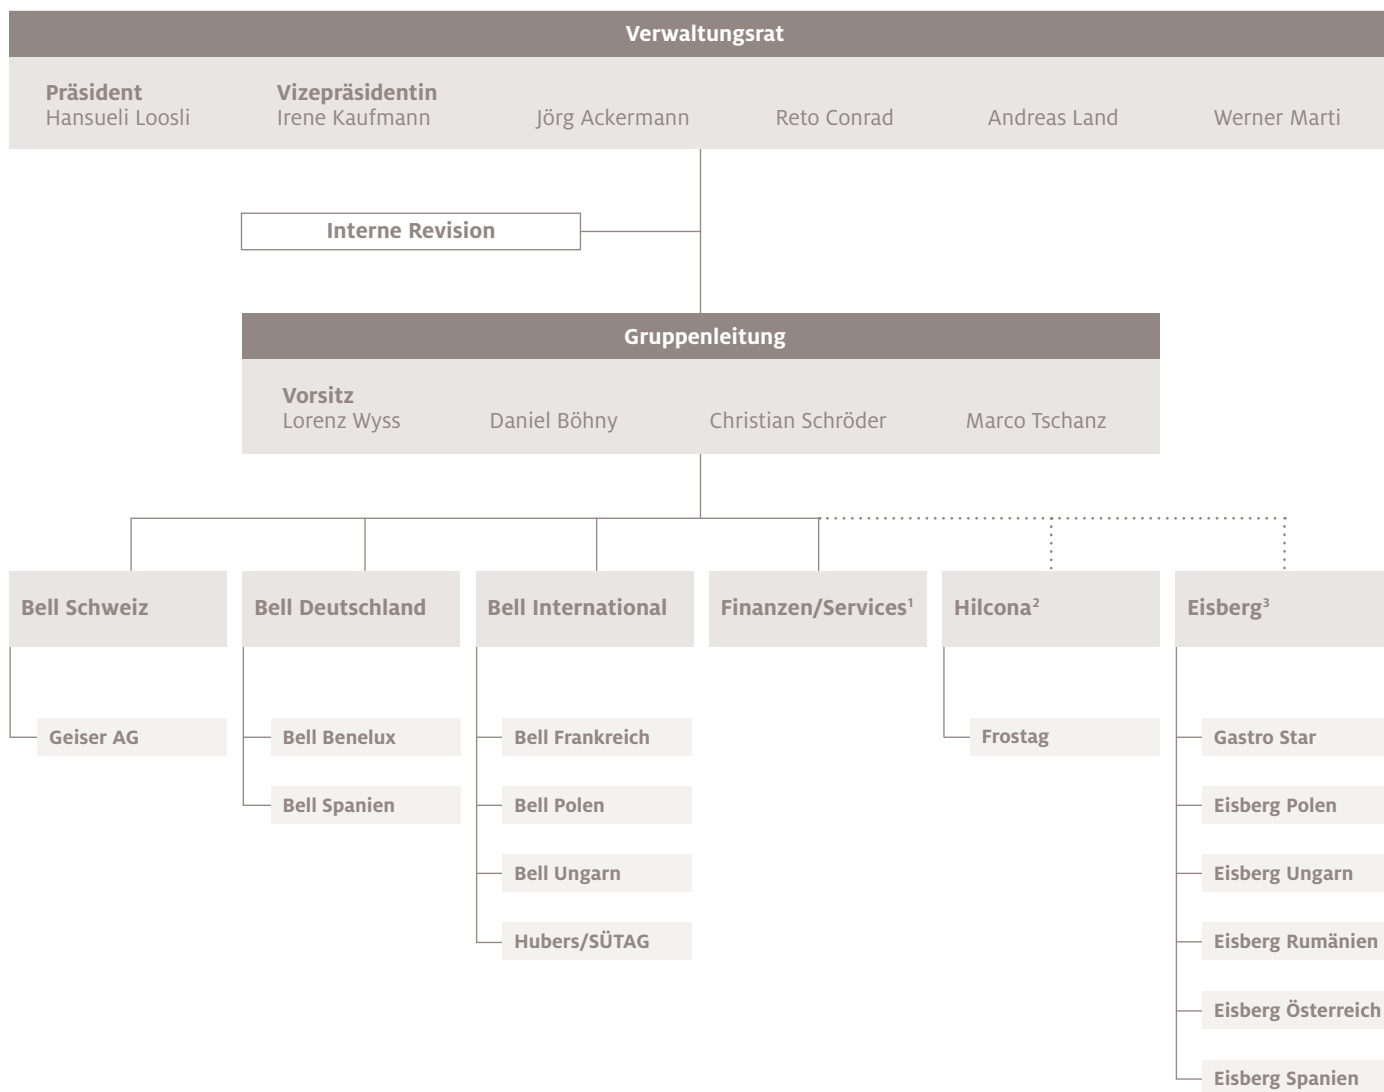 Verwaltungsrat
Präsident
Hansueli Loosli
Vizepräsidentin
Irene Kaufmann
Jörg Ackermann
Reto Conrad
Andreas Land
Werner Marti
Interne Revision
Gruppenleitung
Vorsitz
Lorenz Wyss
Daniel Böhny
Christian Schröder
Marco Tschanz
Bell Schweiz
Bell Deutschland
Bell International
Finanzen/Services¹
Hilcona²
Eisberg³
Geiser AG
Bell Benelux
Bell Spanien
Bell Frankreich
Bell Polen
Bell Ungarn
Hubers/SÜTAG
Frostag
Gastro Star
Eisberg Polen
Eisberg Ungarn
Eisberg Rumänien
Eisberg Österreich
Eisberg Spanien